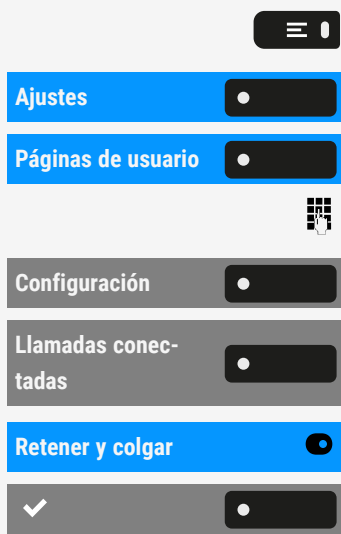 Ajustes
Páginas de usuario
Configuración
Llamadas conec-
tadas
Retener y colgar